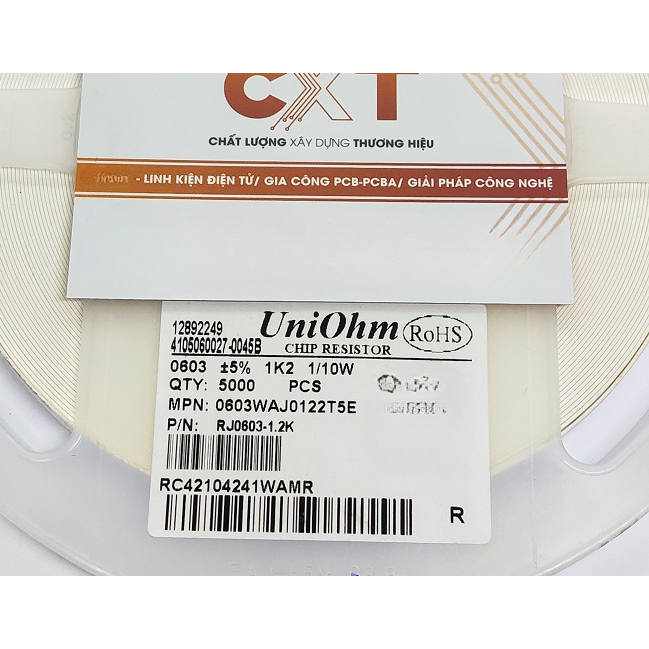 CXT
CHẤT LƯỢNG XÂY DỰNG THƯƠNG HIỆU
- LINH KIỆN ĐIỆN TỬ/ GIA CÔNG PCB-PCBA/ GIẢI PHÁP CÔNG NGHỆ
12892249
4105060027-0045B
UniOhm
CHIP RESISTOR
RoHS
0603 ±5% 1K2 1/10W
QTY: 5000 PCS
MPN: 0603WAJ0122T5E
P/N: RJ0603-1.2K
RC42104241WAMR
R